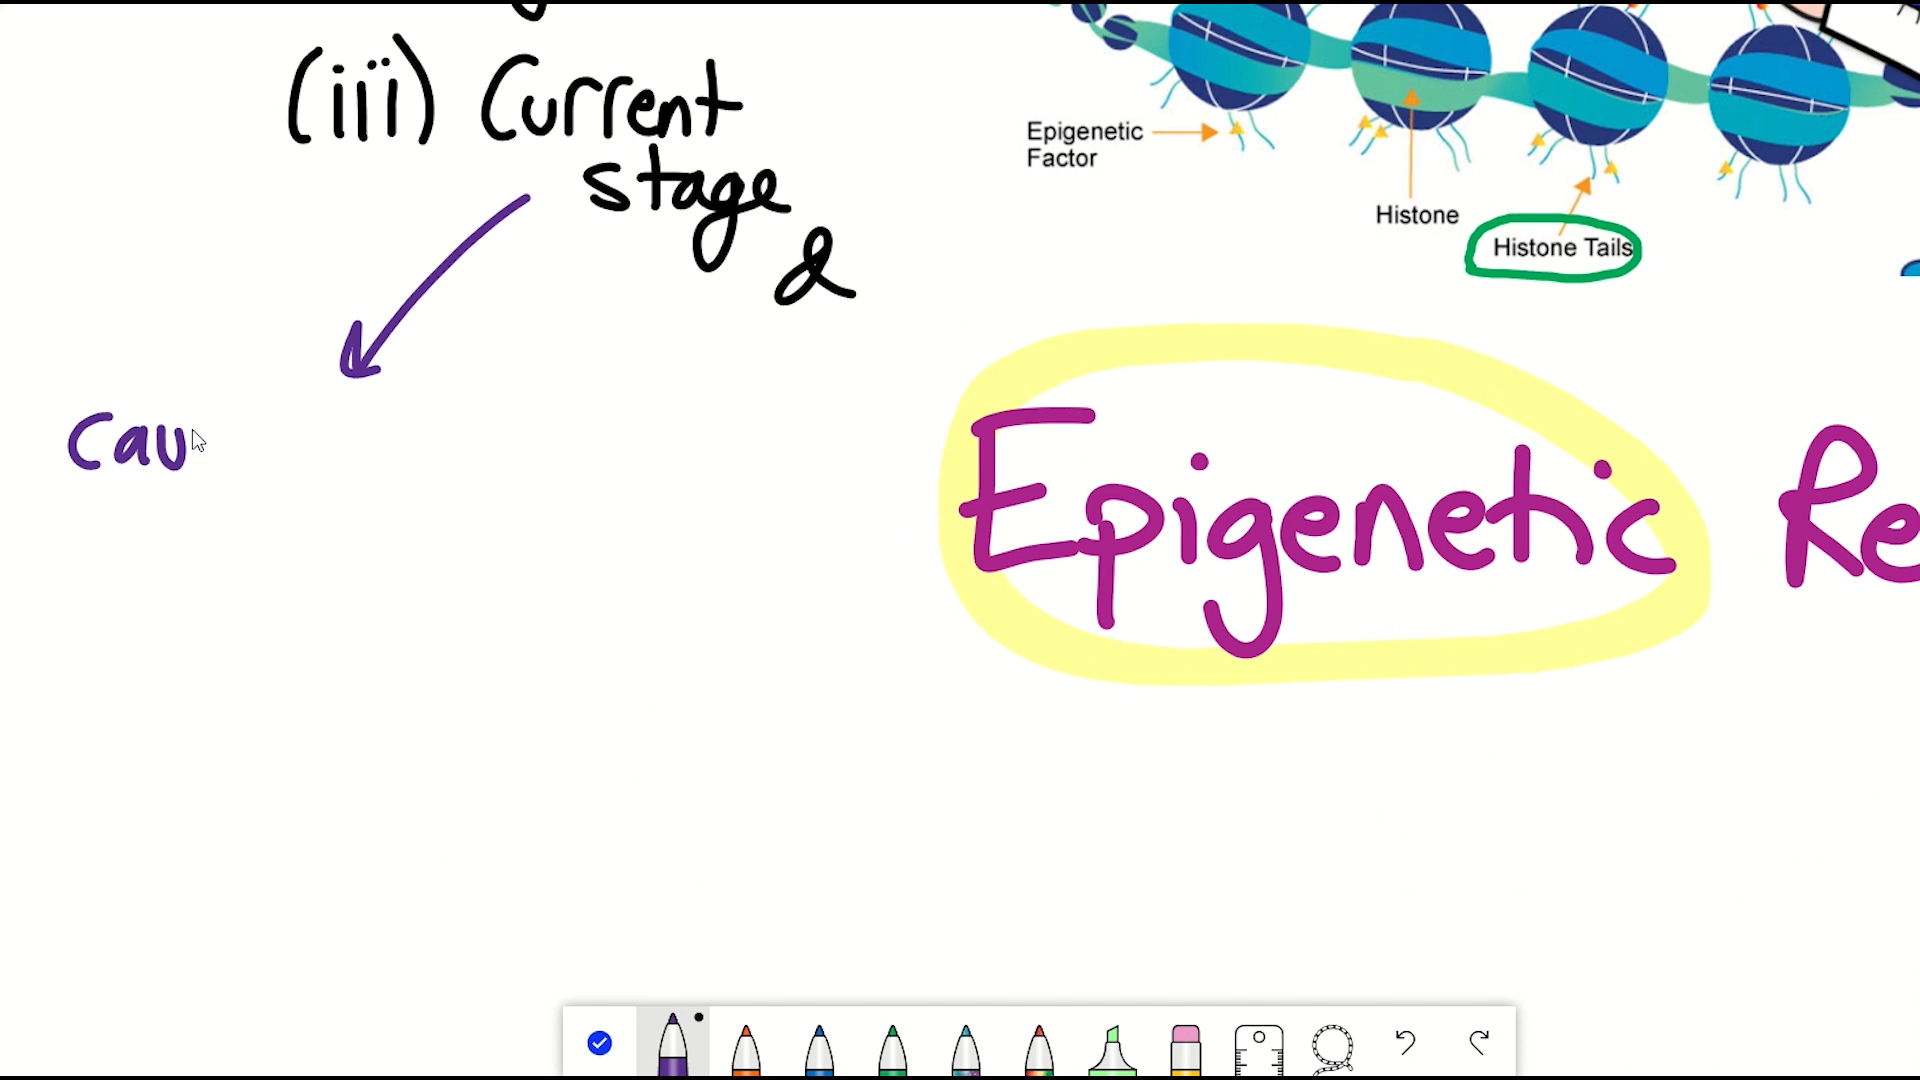 (iii) Current
stage
&
cau
Epigenetic
Factor
Histone
Histone Tails
Epigenetic Re